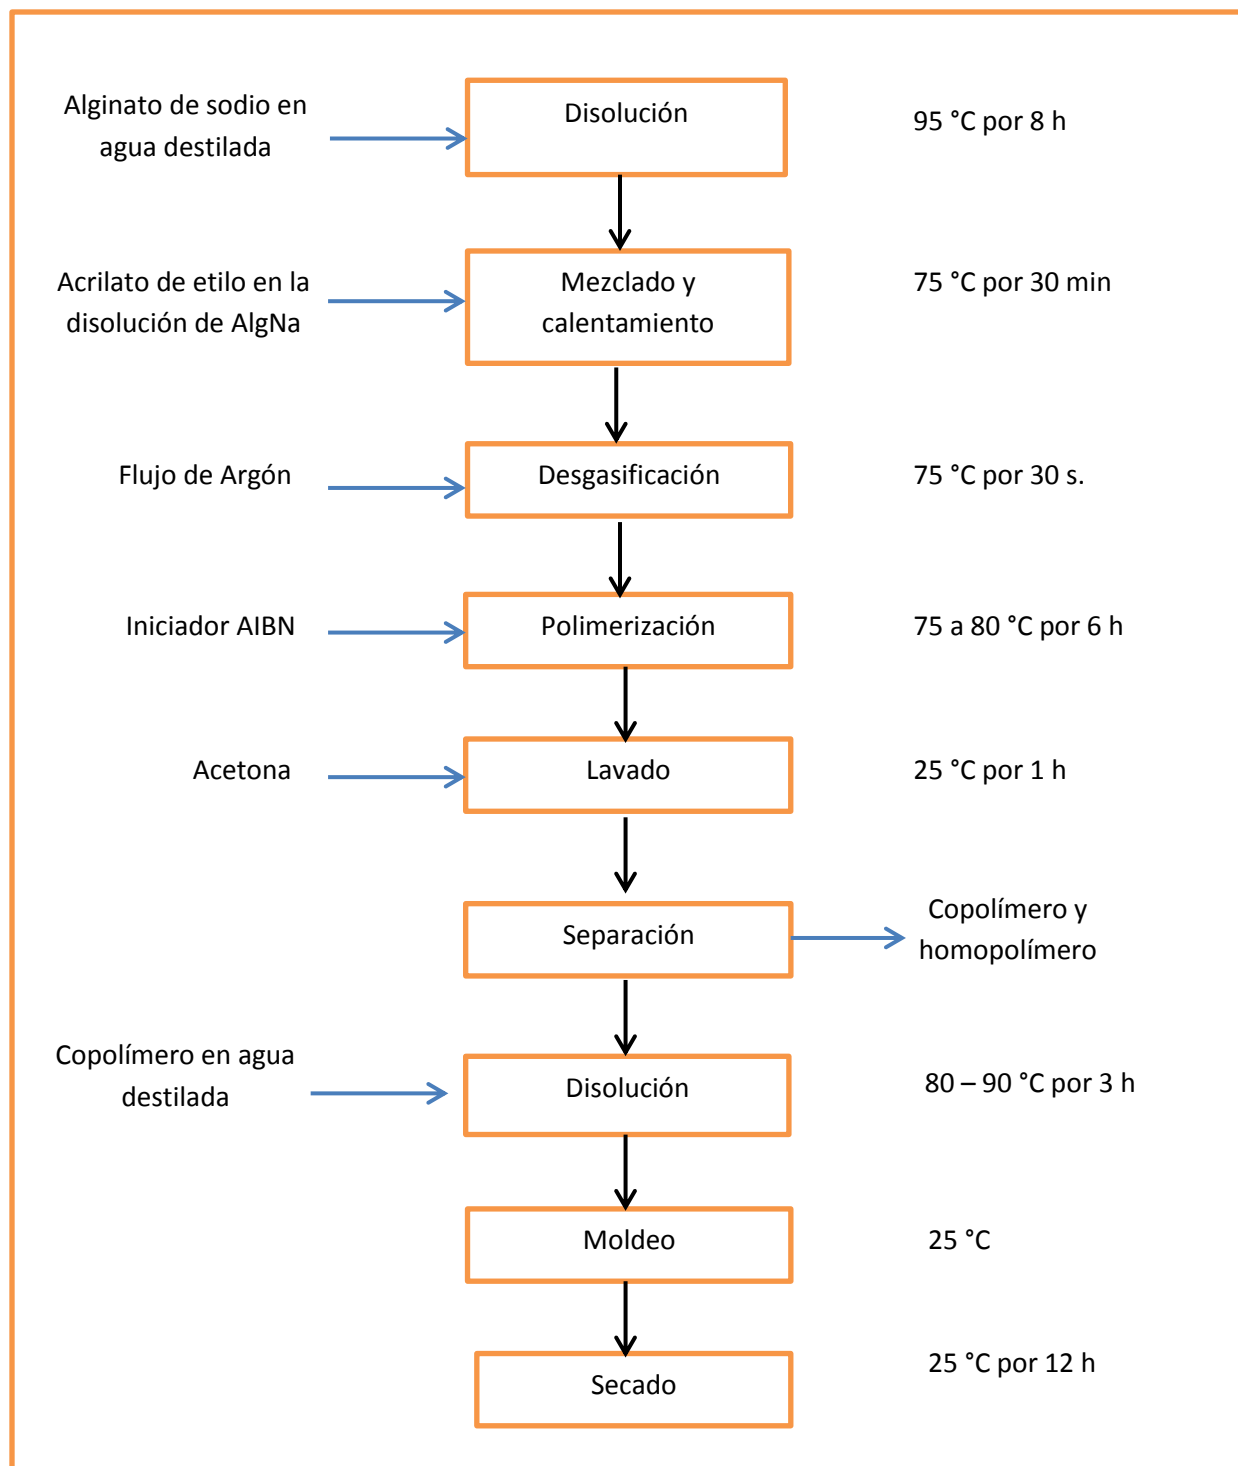 Alginato de sodio en
agua destilada
Disolución
95 °C por 8 h
Acrilato de etilo en la
disolución de AlgNa
Mezclado y
calentamiento
75 °C por 30 min
Flujo de Argón
Desgasificación
75 °C por 30 s.
Iniciador AIBN
Polimerización
75 a 80 °C por 6 h
Acetona
Lavado
25 °C por 1 h
Separación
Copolímero y
homopolímero
Copolímero en agua
destilada
Disolución
80 – 90 °C por 3 h
Moldeo
25 °C
Secado
25 °C por 12 h